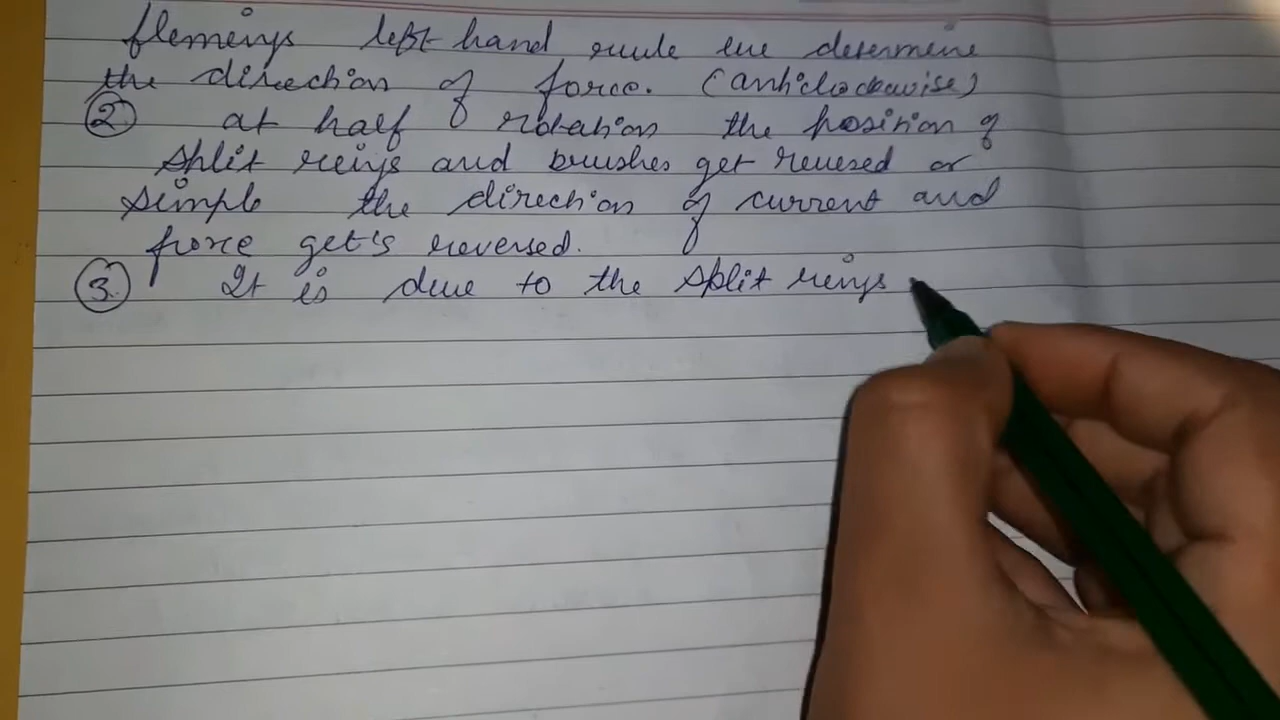 flemings left hand rule we determine
the direction of force. (anticlockwise)
② at half rotation the position of
split rings and brushes get revesed or
simple the direction of current and
force get's reversed.
③ It is due to the split rings